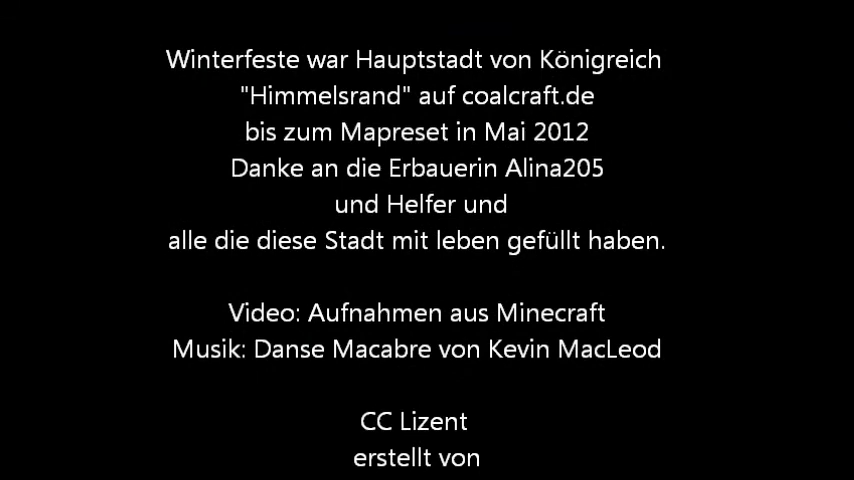 Winterfeste war Hauptstadt von Königreich
"Himmelsrand" auf coalcraft.de
bis zum Mapreset in Mai 2012
Danke an die Erbauerin Alina205
und Helfer und
alle die diese Stadt mit leben gefüllt haben.
Video: Aufnahmen aus Minecraft
Musik: Danse Macabre von Kevin MacLeod
CC Lizent
erstellt von